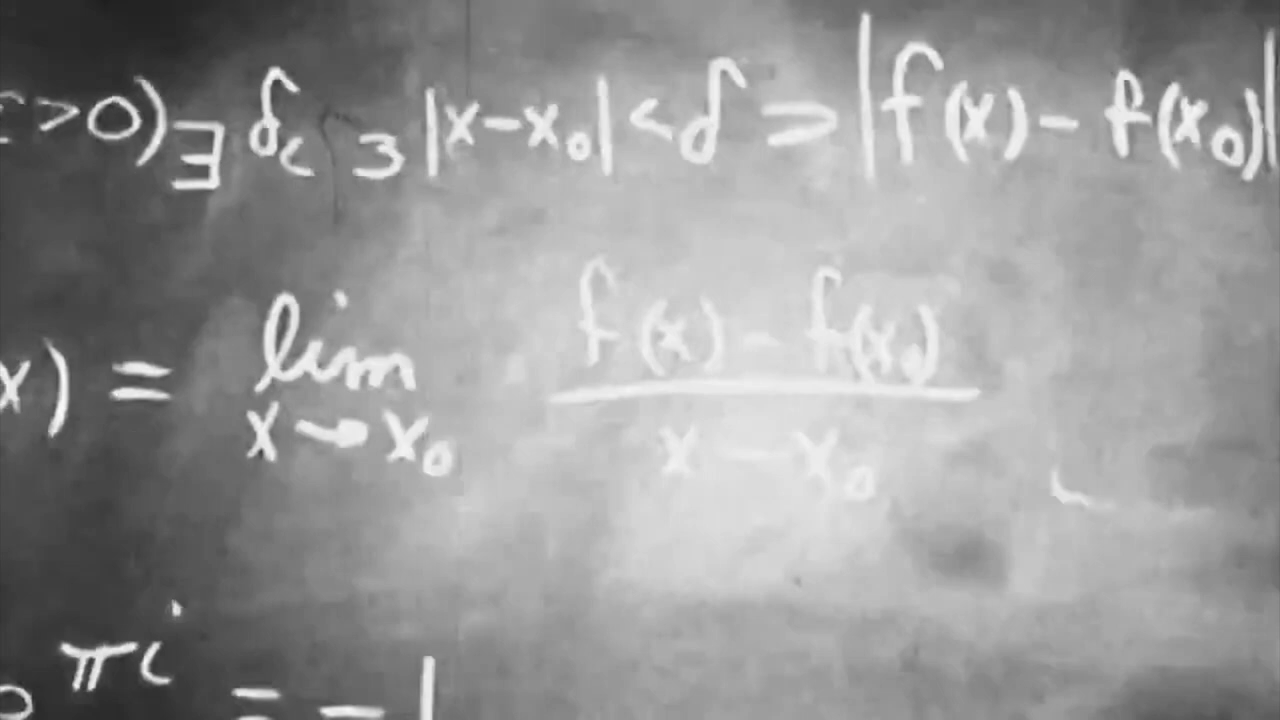 ε>0)∃ δε ∋ |x-x₀|<δ ⇒ |f(x)-f(x₀)|
x) = lim x→x₀ f(x)-f(x₀) / x-x₀
e^πi = -1